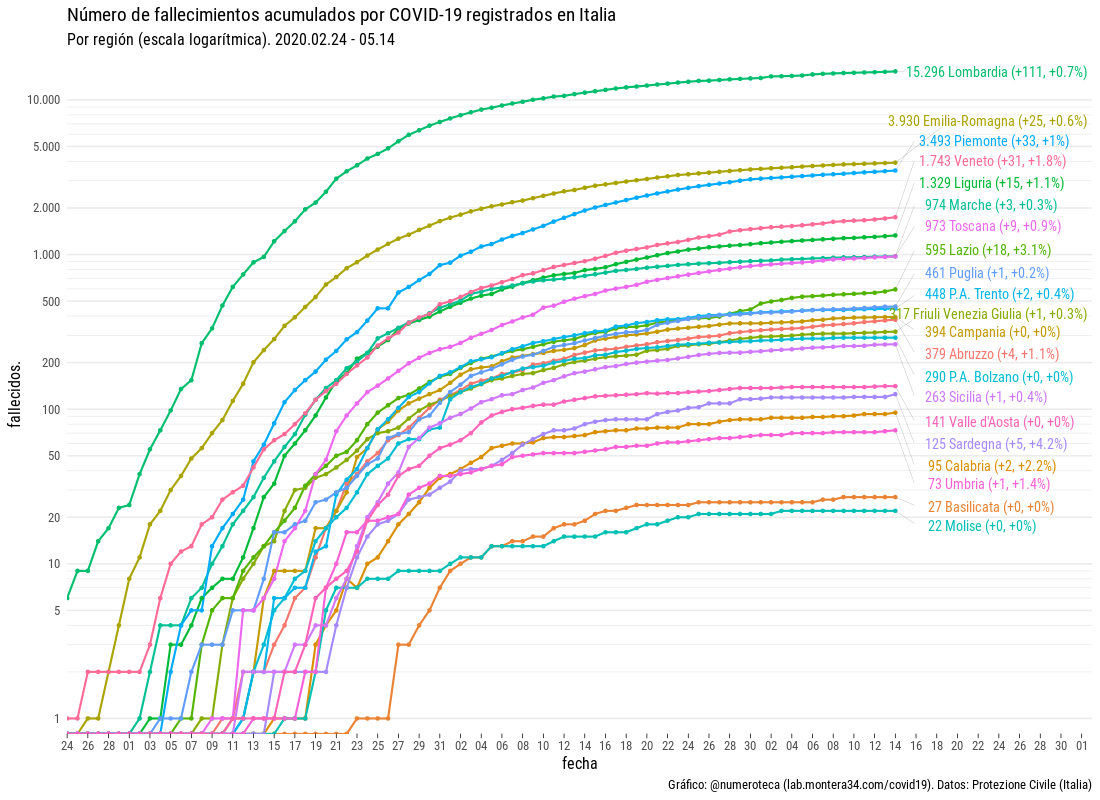 Número de fallecimientos acumulados por COVID-19 registrados en Italia
Por región (escala logarítmica). 2020.02.24 - 05.14
fallecidos.
10.000
5.000
2.000
1.000
500
200
100
50
20
10
5
1
15.296 Lombardia (+111, +0.7%)
3.930 Emilia-Romagna (+25, +0.6%)
3.493 Piemonte (+33, +1%)
1.743 Veneto (+31, +1.8%)
1.329 Liguria (+15, +1.1%)
974 Marche (+3, +0.3%)
973 Toscana (+9, +0.9%)
595 Lazio (+18, +3.1%)
461 Puglia (+1, +0.2%)
448 P.A. Trento (+2, +0.4%)
317 Friuli Venezia Giulia (+1, +0.3%)
394 Campania (+0, +0%)
379 Abruzzo (+4, +1.1%)
290 P.A. Bolzano (+0, +0%)
263 Sicilia (+1, +0.4%)
141 Valle d'Aosta (+0, +0%)
125 Sardegna (+5, +4.2%)
95 Calabria (+2, +2.2%)
73 Umbria (+1, +1.4%)
27 Basilicata (+0, +0%)
22 Molise (+0, +0%)
24 26 28 01 03 05 07 09 11 13 15 17 19 21 23 25 27 29 31 02 04 06 08 10 12 14 16 18 20 22 24 26 28 30 02 04 06 08 10 12 14 16 18 20 22 24 26 28 30 01
fecha
Gráfico: @numeroteca (lab.montera34.com/covid19). Datos: Protezione Civile (Italia)